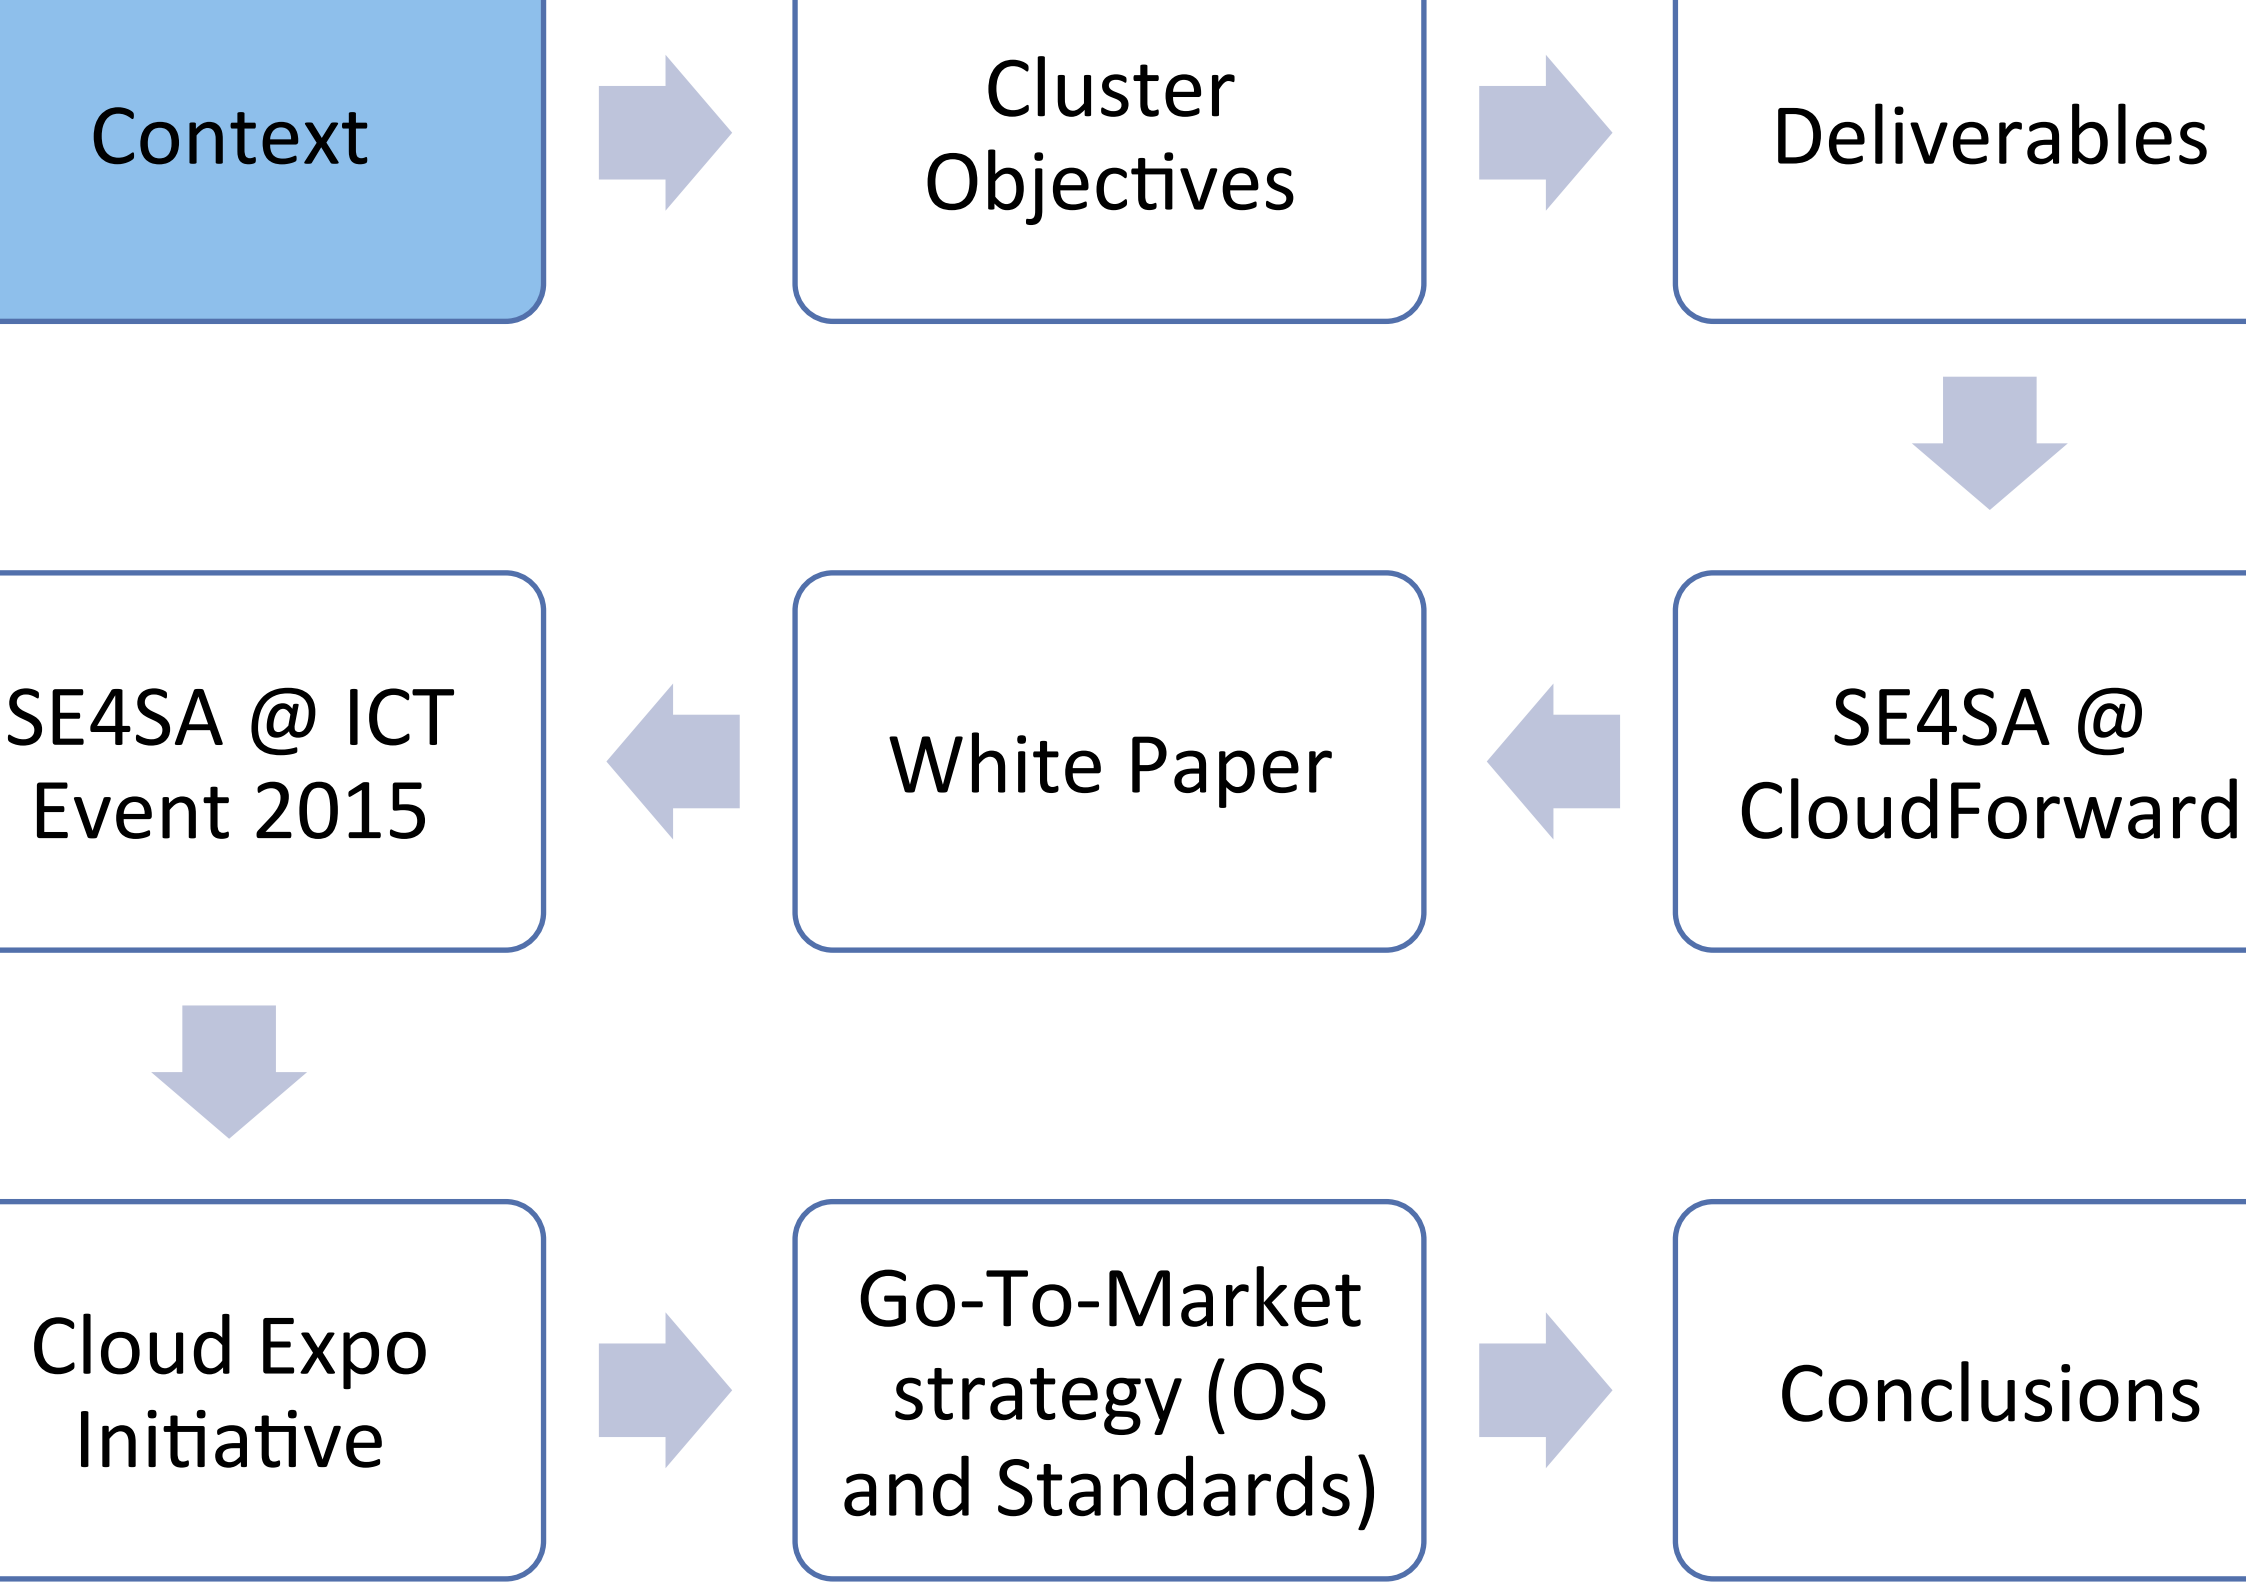 Context
Cluster
Objectives
Deliverables
SE4SA @ ICT
Event 2015
White Paper
SE4SA @
CloudForward
Cloud Expo
Initiative
Go-To-Market
strategy (OS
and Standards)
Conclusions